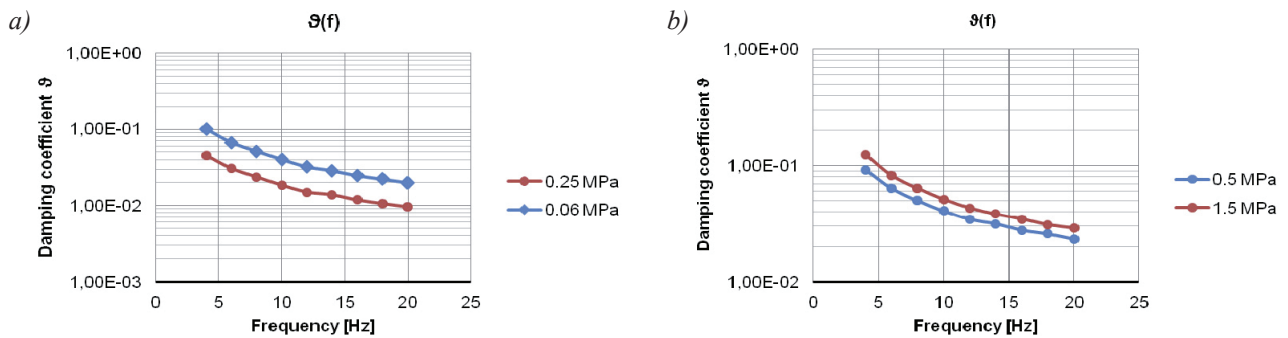 a)
ϑ(f)
Damping coefficient ϑ
1,00E+00
1,00E-01
1,00E-02
1,00E-03
0
5
10
15
20
25
Frequency [Hz]
0.25 MPa
0.06 MPa
b)
ϑ(f)
Damping coefficient ϑ
1,00E+00
1,00E-01
1,00E-02
0
5
10
15
20
25
Frequency [Hz]
0.5 MPa
1.5 MPa